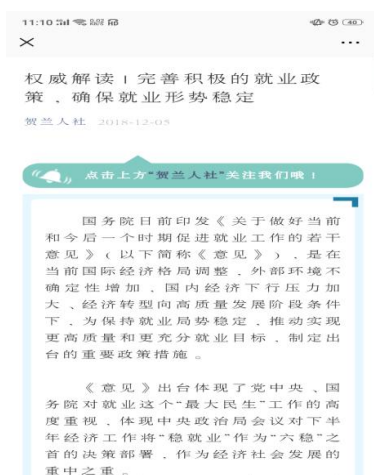 11:10
46
权威解读|完善积极的就业政
策、确保就业形势稳定
贺兰人社 2018-12-05
点击上方"贺兰人社"关注我们哦!
国务院日前印发《关于做好当前
和今后一个时期促进就业工作的若干
意见》(以下简称《意见》),是在
当前国际经济格局调整、外部环境不
确定性增加、国内经济下行压力加
大、经济转型向高质量发展阶段条件
下,为保持就业局势稳定、推动实现
更高质量和更充分就业目标,制定出
台的重要政策措施。
《意见》出台体现了党中央、国
务院对就业这个"最大民生"工作的高
度重视、体现中央政治局会议对下半
年经济工作将"稳就业"作为"六稳"之
首的决策部署,作为经济社会发展的
重中之重。